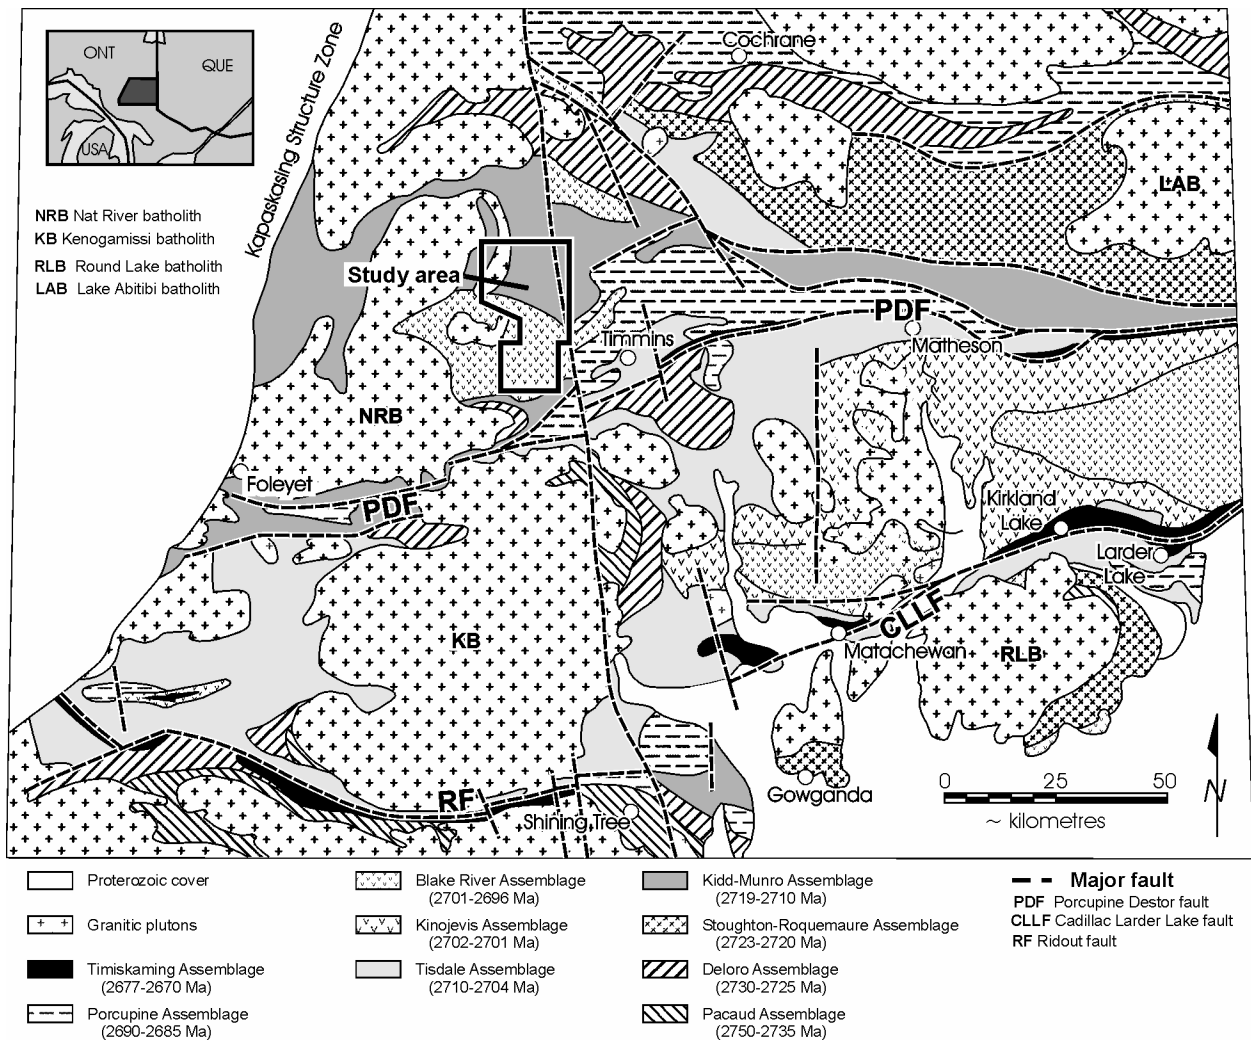 ONT
QUE
USA
Kapaskasing Structure Zone
Cochrane
NRB Nat River batholith
KB Kenogamissi batholith
RLB Round Lake batholith
LAB Lake Abitibi batholith
LAB
Study area
PDF
Timmins
Matheson
NRB
Foleyet
PDF
Kirkland
Lake
Larder
Lake
CLLF
KB
Matachewan
RLB
RF
Shining Tree
Gowganda
0 25 50
~ kilometres
N
Proterozoic cover
Granitic plutons
Timiskaming Assemblage
(2677-2670 Ma)
Porcupine Assemblage
(2690-2685 Ma)
Blake River Assemblage
(2701-2696 Ma)
Kinojevis Assemblage
(2702-2701 Ma)
Tisdale Assemblage
(2710-2704 Ma)
Kidd-Munro Assemblage
(2719-2710 Ma)
Stoughton-Roquemaure Assemblage
(2723-2720 Ma)
Deloro Assemblage
(2730-2725 Ma)
Pacaud Assemblage
(2750-2735 Ma)
Major fault
PDF Porcupine Destor fault
CLLF Cadillac Larder Lake fault
RF Ridout fault